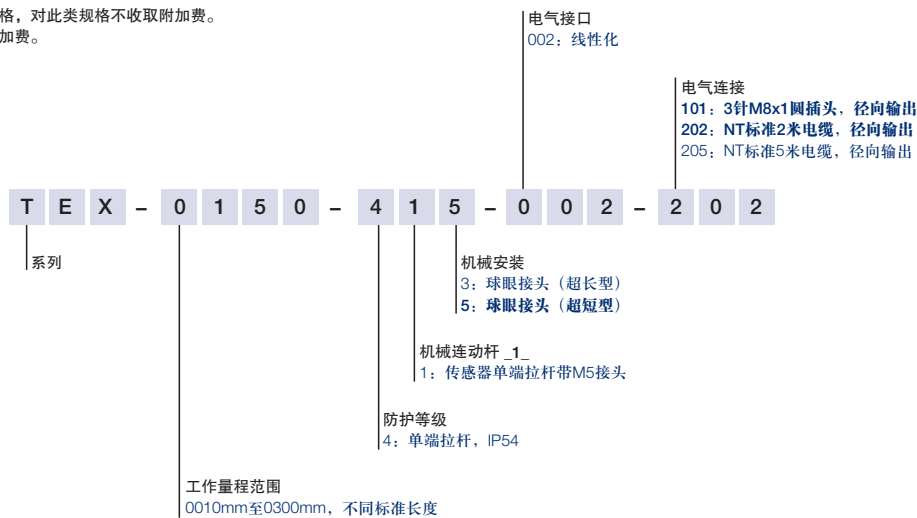 格，对此类规格不收取附加费。
加费。
电气接口
002：线性化
电气连接
101：3针M8x1圆插头，径向输出
202：NT标准2米电缆，径向输出
205：NT标准5米电缆，径向输出
T E X – 0 1 5 0 – 4 1 5 – 0 0 2 – 2 0 2
系列
机械安装
3：球眼接头（超长型）
5：球眼接头（超短型）
机械连动杆 _1_
1：传感器单端拉杆带M5接头
防护等级
4：单端拉杆，IP54
工作量程范围
0010mm至0300mm，不同标准长度